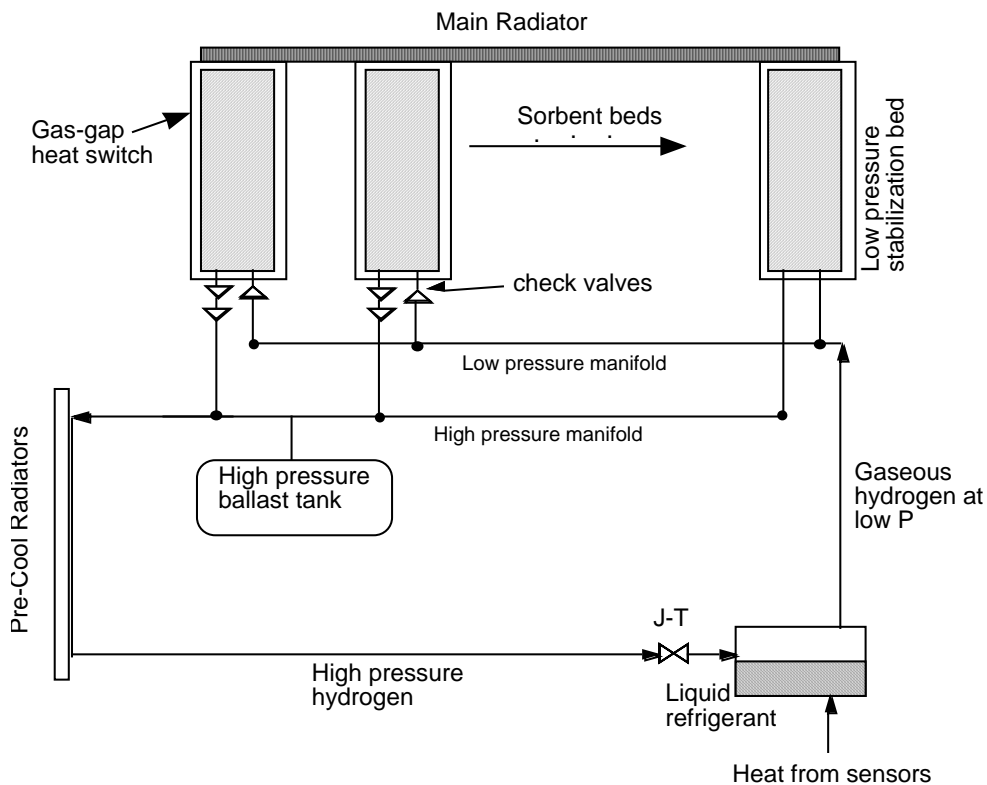 Main Radiator
Gas-gap
heat switch
Sorbent beds
Low pressure
stabilization bed
check valves
Low pressure manifold
High pressure manifold
High pressure
ballast tank
Pre-Cool Radiators
Gaseous
hydrogen at
low P
J-T
High pressure
hydrogen
Liquid
refrigerant
Heat from sensors